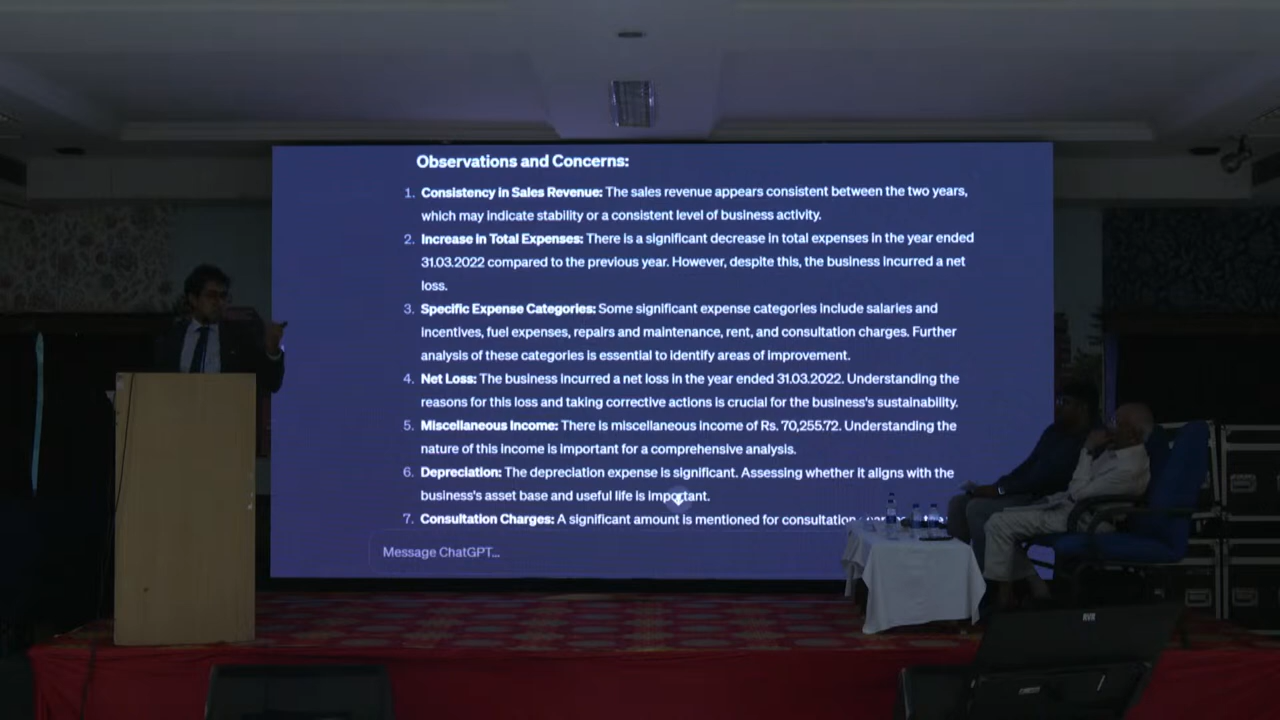 Observations and Concerns:
1. Consistency in Sales Revenue: The sales revenue appears consistent between the two years,
which may indicate stability or a consistent level of business activity.
2. Increase in Total Expenses: There is a significant decrease in total expenses in the year ended
31.03.2022 compared to the previous year. However, despite this, the business incurred a net
loss.
3. Specific Expense Categories: Some significant expense categories include salaries and
incentives, fuel expenses, repairs and maintenance, rent, and consultation charges. Further
analysis of these categories is essential to identify areas of improvement.
4. Net Loss: The business incurred a net loss in the year ended 31.03.2022. Understanding the
reasons for this loss and taking corrective actions is crucial for the business's sustainability.
5. Miscellaneous Income: There is miscellaneous income of Rs. 70,255.72. Understanding the
nature of this income is important for a comprehensive analysis.
6. Depreciation: The depreciation expense is significant. Assessing whether it aligns with the
business's asset base and useful life is important.
7. Consultation Charges: A significant amount is mentioned for consultation
Message ChatGPT...